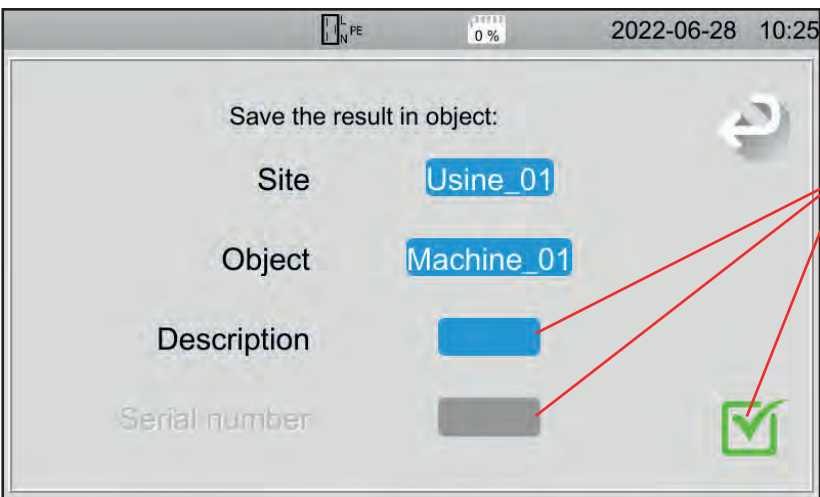 L
N PE
0 %
2022-06-28 10:25
Save the result in object:
Site Usine_01
Object Machine_01
Description
Serial number